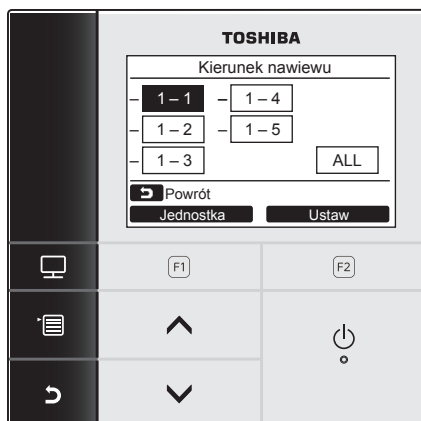 TOSHIBA
Kierunek nawiewu
– 1 – 1 – 1 – 4
– 1 – 2 – 1 – 5
– 1 – 3 ALL
Powrót
Jednostka Ustaw
F1 F2